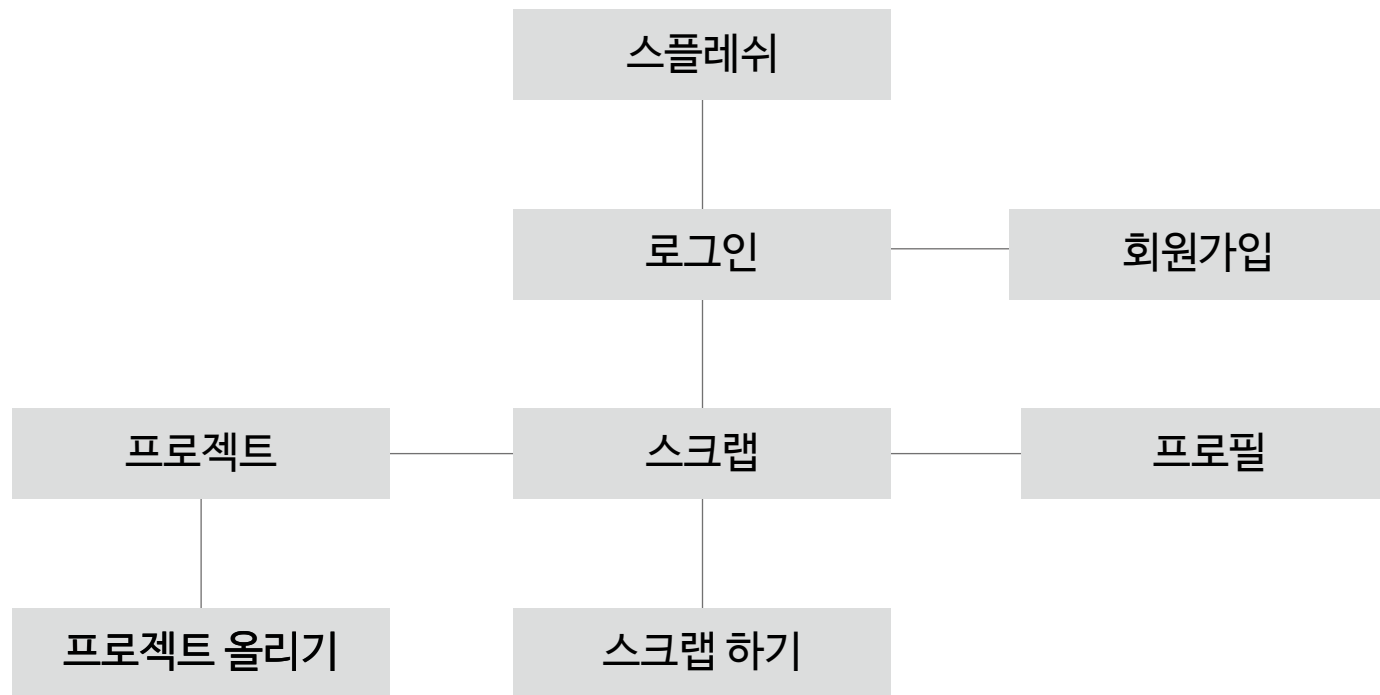 스플레쉬
로그인
회원가입
프로젝트
스크랩
프로필
프로젝트 올리기
스크랩 하기